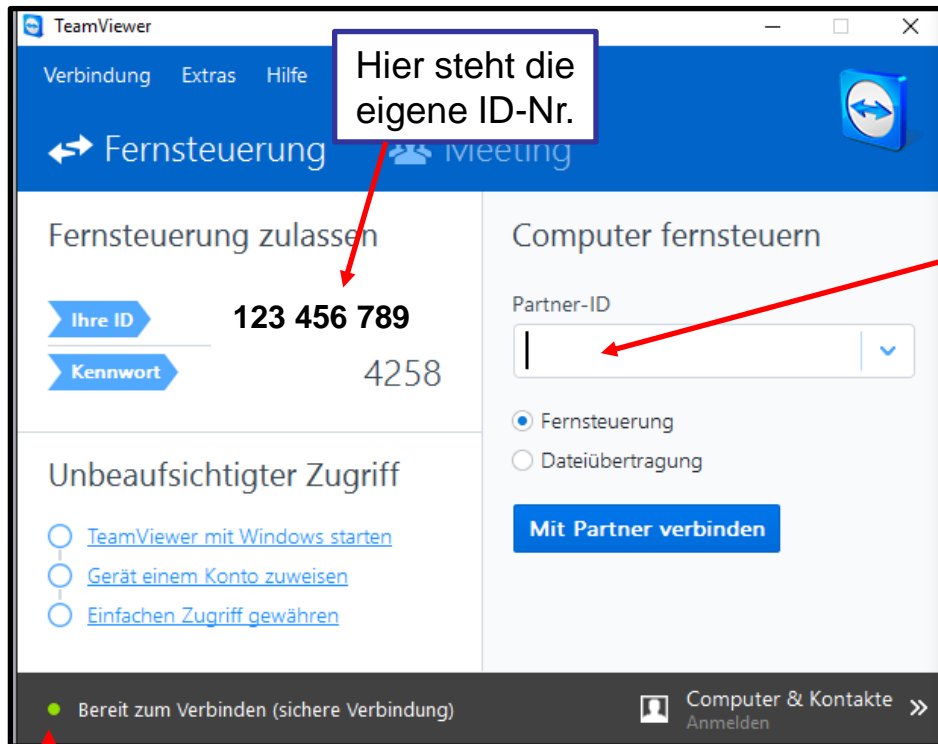 TeamViewer
Verbindung Extras Hilfe
Hier steht die
eigene ID-Nr.
Fernsteuerung Meeting
Fernsteuerung zulassen
Ihre ID 123 456 789
Kennwort 4258
Unbeaufsichtigter Zugriff
TeamViewer mit Windows starten
Gerät einem Konto zuweisen
Einfachen Zugriff gewähren
Computer fernsteuern
Partner-ID
Fernsteuerung
Dateiübertragung
Mit Partner verbinden
Bereit zum Verbinden (sichere Verbindung)
Computer & Kontakte
Anmelden